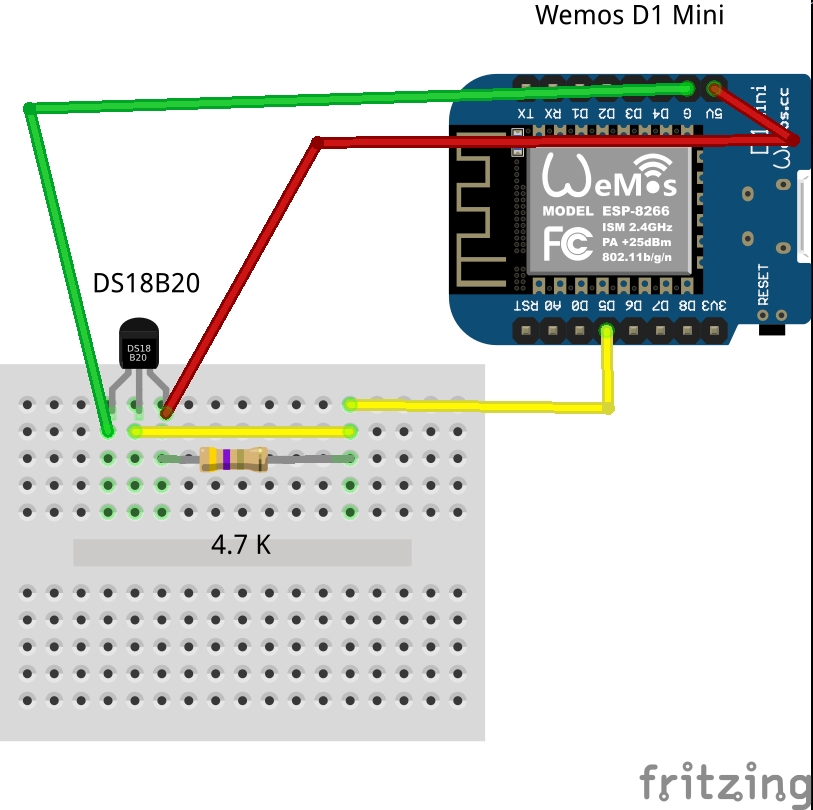 Wemos D1 Mini
TX RX D1 D2 D3 D4 G 5V
D1 mini
Wemos.cc
WeMos
MODEL ESP-8266
ISM 2.4GHz
PA +25dBm
802.11b/g/n
FC
RST A0 D0 D5 D6 D7 D8 3V3
RESET
DS18B20
DS18
B20
4.7 K
fritzing